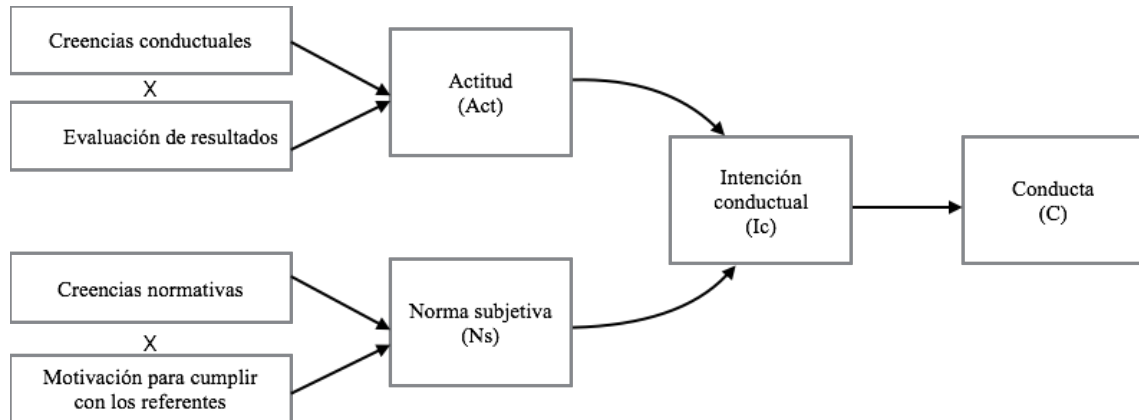 Creencias conductuales
X
Evaluación de resultados
Actitud
(Act)
Creencias normativas
X
Motivación para cumplir
con los referentes
Norma subjetiva
(Ns)
Intención
conductual
(Ic)
Conducta
(C)